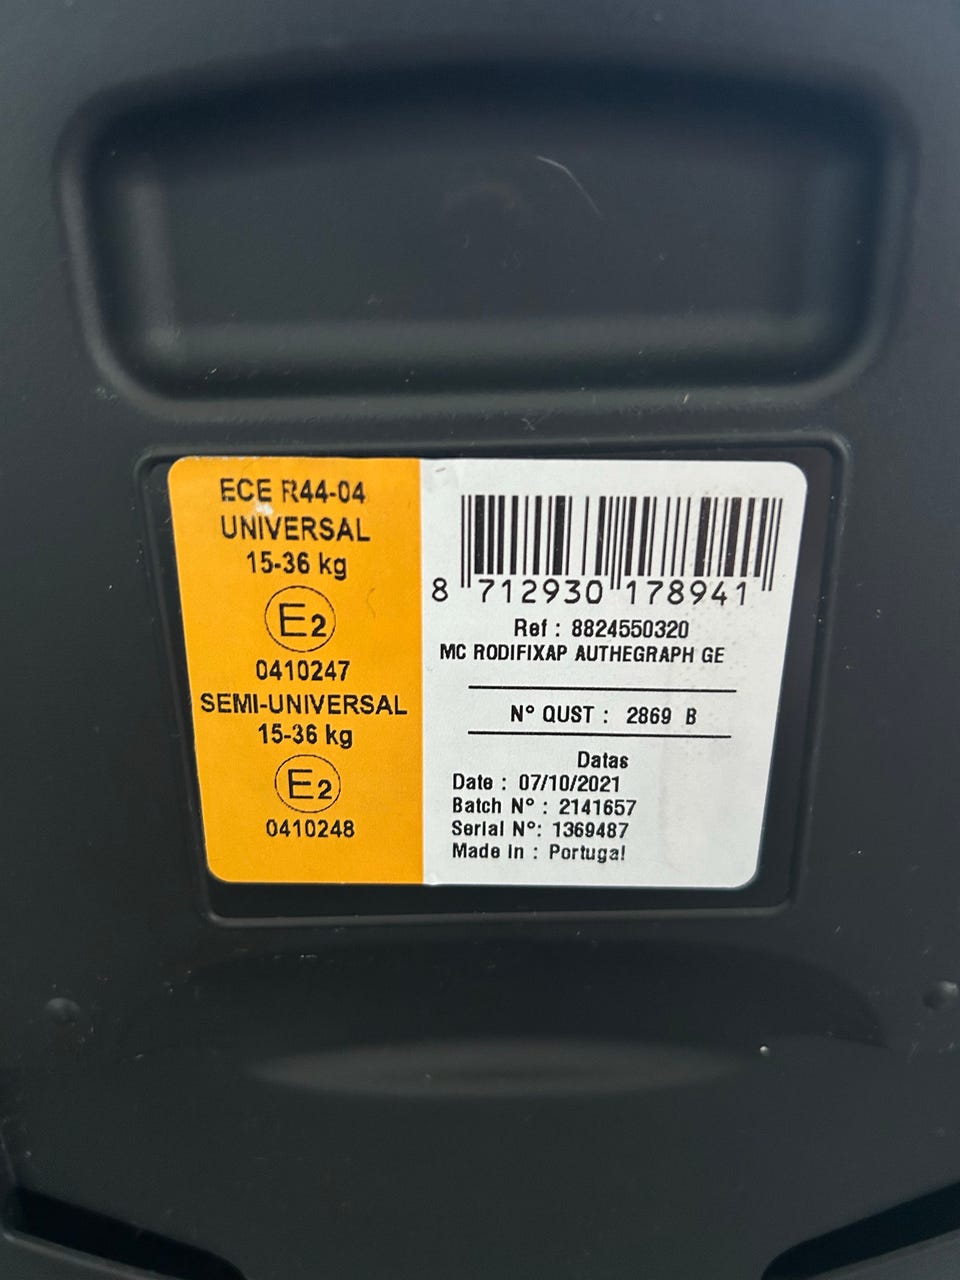 ECE R44-04
UNIVERSAL
15-36 kg
E2
0410247
SEMI-UNIVERSAL
15-36 kg
E2
0410248
8 712930 178941
Ref : 8824550320
MC RODIFIXAP AUTHEGRAPH GE
N° QUST : 2869 B
Datas
Date : 07/10/2021
Batch N° : 2141657
Serial N°: 1369487
Made In : Portugal